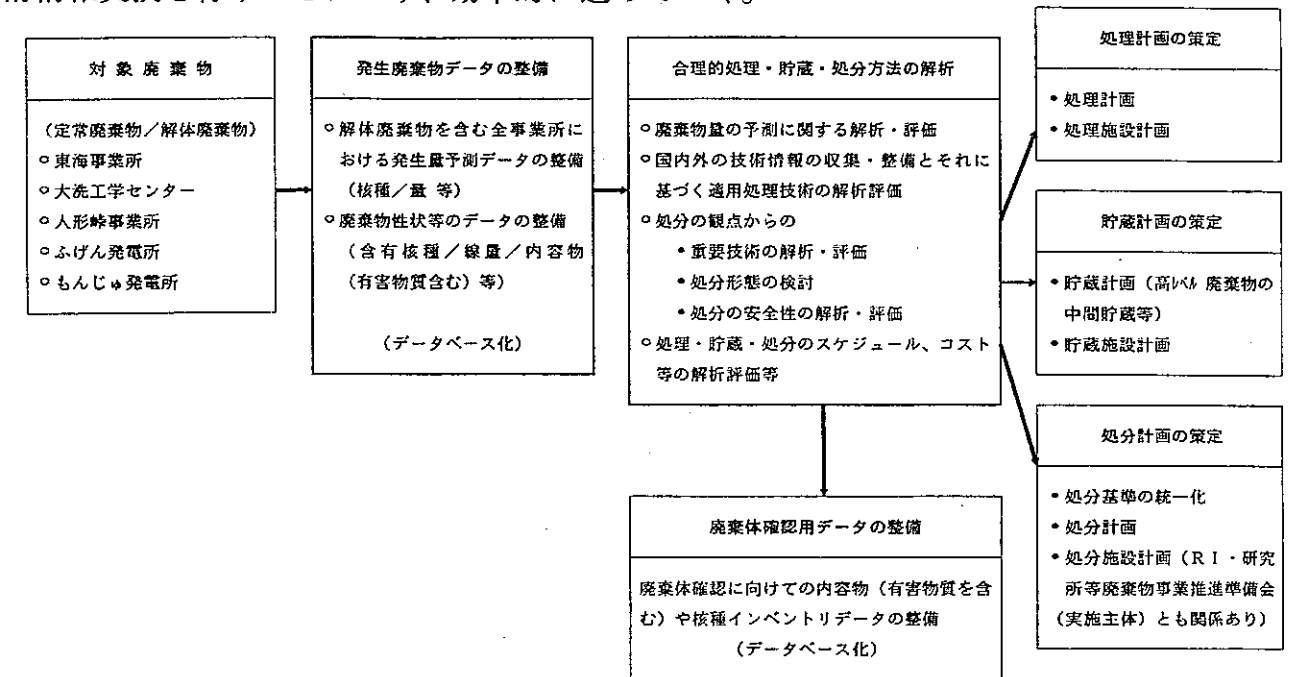 対象廃棄物
(定常廃棄物/解体廃棄物)
○東海事業所
○大洗工学センター
○人形峠事業所
○ふげん発電所
○もんじゅ発電所
発生廃棄物データの整備
○解体廃棄物を含む全事業所に
おける発生量予測データの整備
(核種/量 等)
○廃棄物性状等のデータの整備
(含有核種/線量/内容物
(有害物質含む)等)
(データベース化)
合理的処理・貯蔵・処分方法の解析
○廃棄物量の予測に関する解析・評価
○国内外の技術情報の収集・整備とそれに
基づく適用処理技術の解析評価
○処分の観点からの
•重要技術の解析・評価
•処分形態の検討
•処分の安全性の解析・評価
○処理・貯蔵・処分のスケジュール、コスト
等の解析評価等
処理計画の策定
•処理計画
•処理施設計画
貯蔵計画の策定
•貯蔵計画(高レベル 廃棄物の
中間貯蔵等)
•貯蔵施設計画
処分計画の策定
•処分基準の統一化
•処分計画
•処分施設計画(RI・研究
所等廃棄物事業推進準備会
(実施主体)とも関係あり)
廃棄体確認用データの整備
廃棄体確認に向けての内容物(有害物質を含
む)や核種インベントリデータの整備
(データベース化)